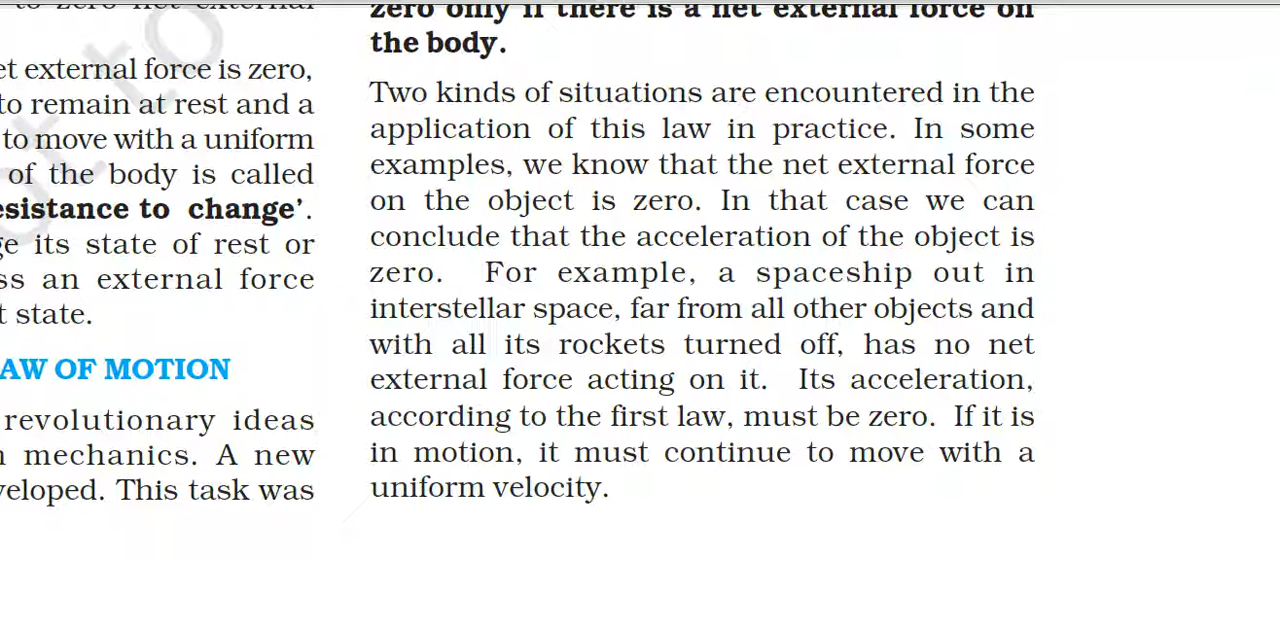 to zero net external
et external force is zero,
to remain at rest and a
to move with a uniform
of the body is called
esistance to change'.
ge its state of rest or
ss an external force
t state.
AW OF MOTION
revolutionary ideas
n mechanics. A new
veloped. This task was
zero only if there is a net external force on
the body.
Two kinds of situations are encountered in the
application of this law in practice. In some
examples, we know that the net external force
on the object is zero. In that case we can
conclude that the acceleration of the object is
zero. For example, a spaceship out in
interstellar space, far from all other objects and
with all its rockets turned off, has no net
external force acting on it. Its acceleration,
according to the first law, must be zero. If it is
in motion, it must continue to move with a
uniform velocity.